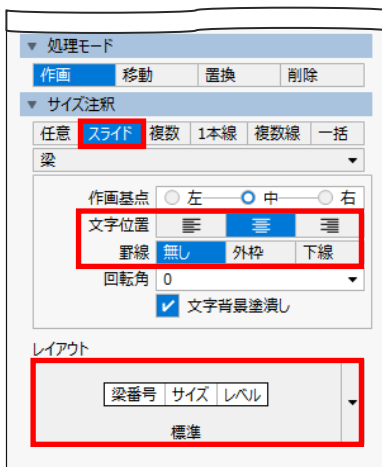 処理モード
作画 移動 置換 削除
サイズ注釈
任意 スライド 複数 1本線 複数線 一括
梁
作画基点 左 中 右
文字位置
罫線 無し 外枠 下線
回転角 0
文字背景塗潰し
レイアウト
梁番号 サイズ レベル
標準